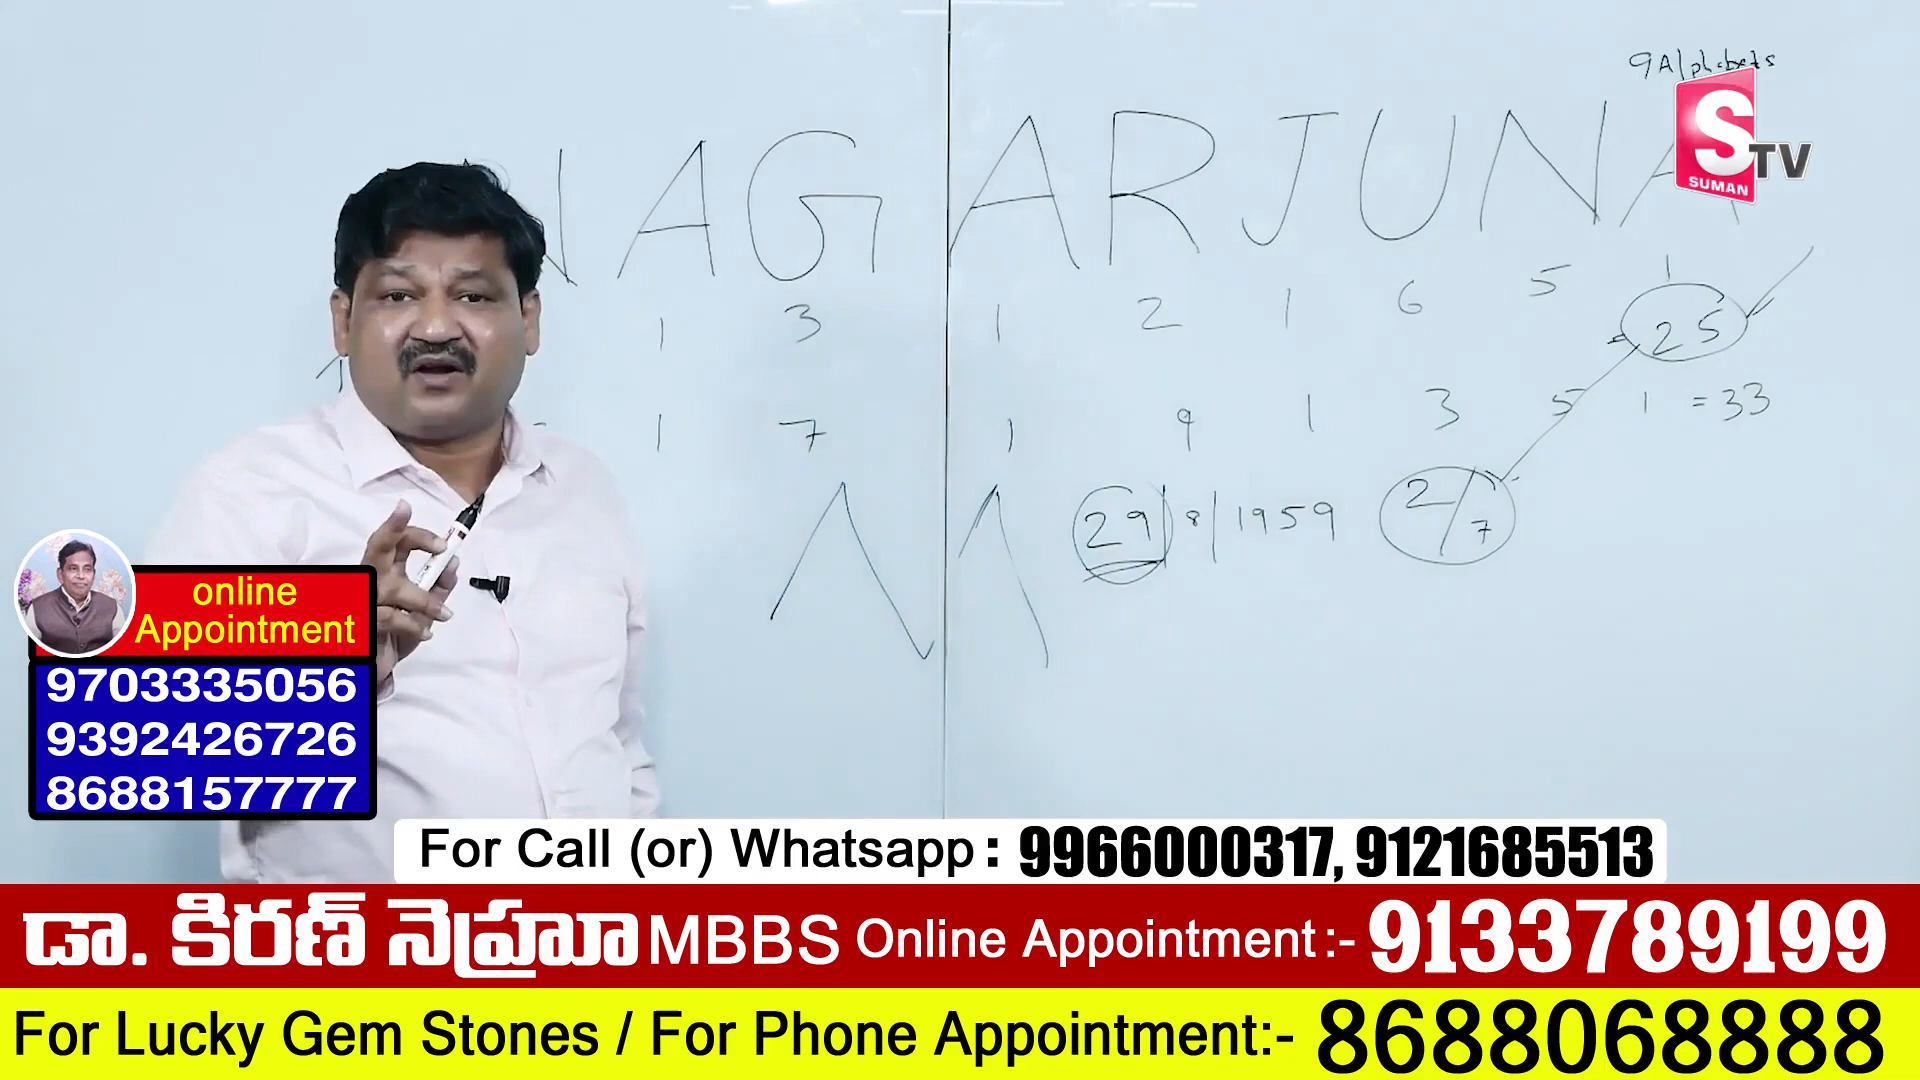 9 Alphabets
S
SUMAN TV
NAGARJUNA
1 3 1 2 1 6 5 1
25
1 7 1 9 1 3 5 1 = 33
29/8/1959 2/7
online
Appointment
9703335056
9392426726
8688157777
For Call (or) Whatsapp : 9966000317, 9121685513
డా. కిరణ్ నెహ్రూ MBBS Online Appointment :- 9133789199
For Lucky Gem Stones / For Phone Appointment:- 8688068888